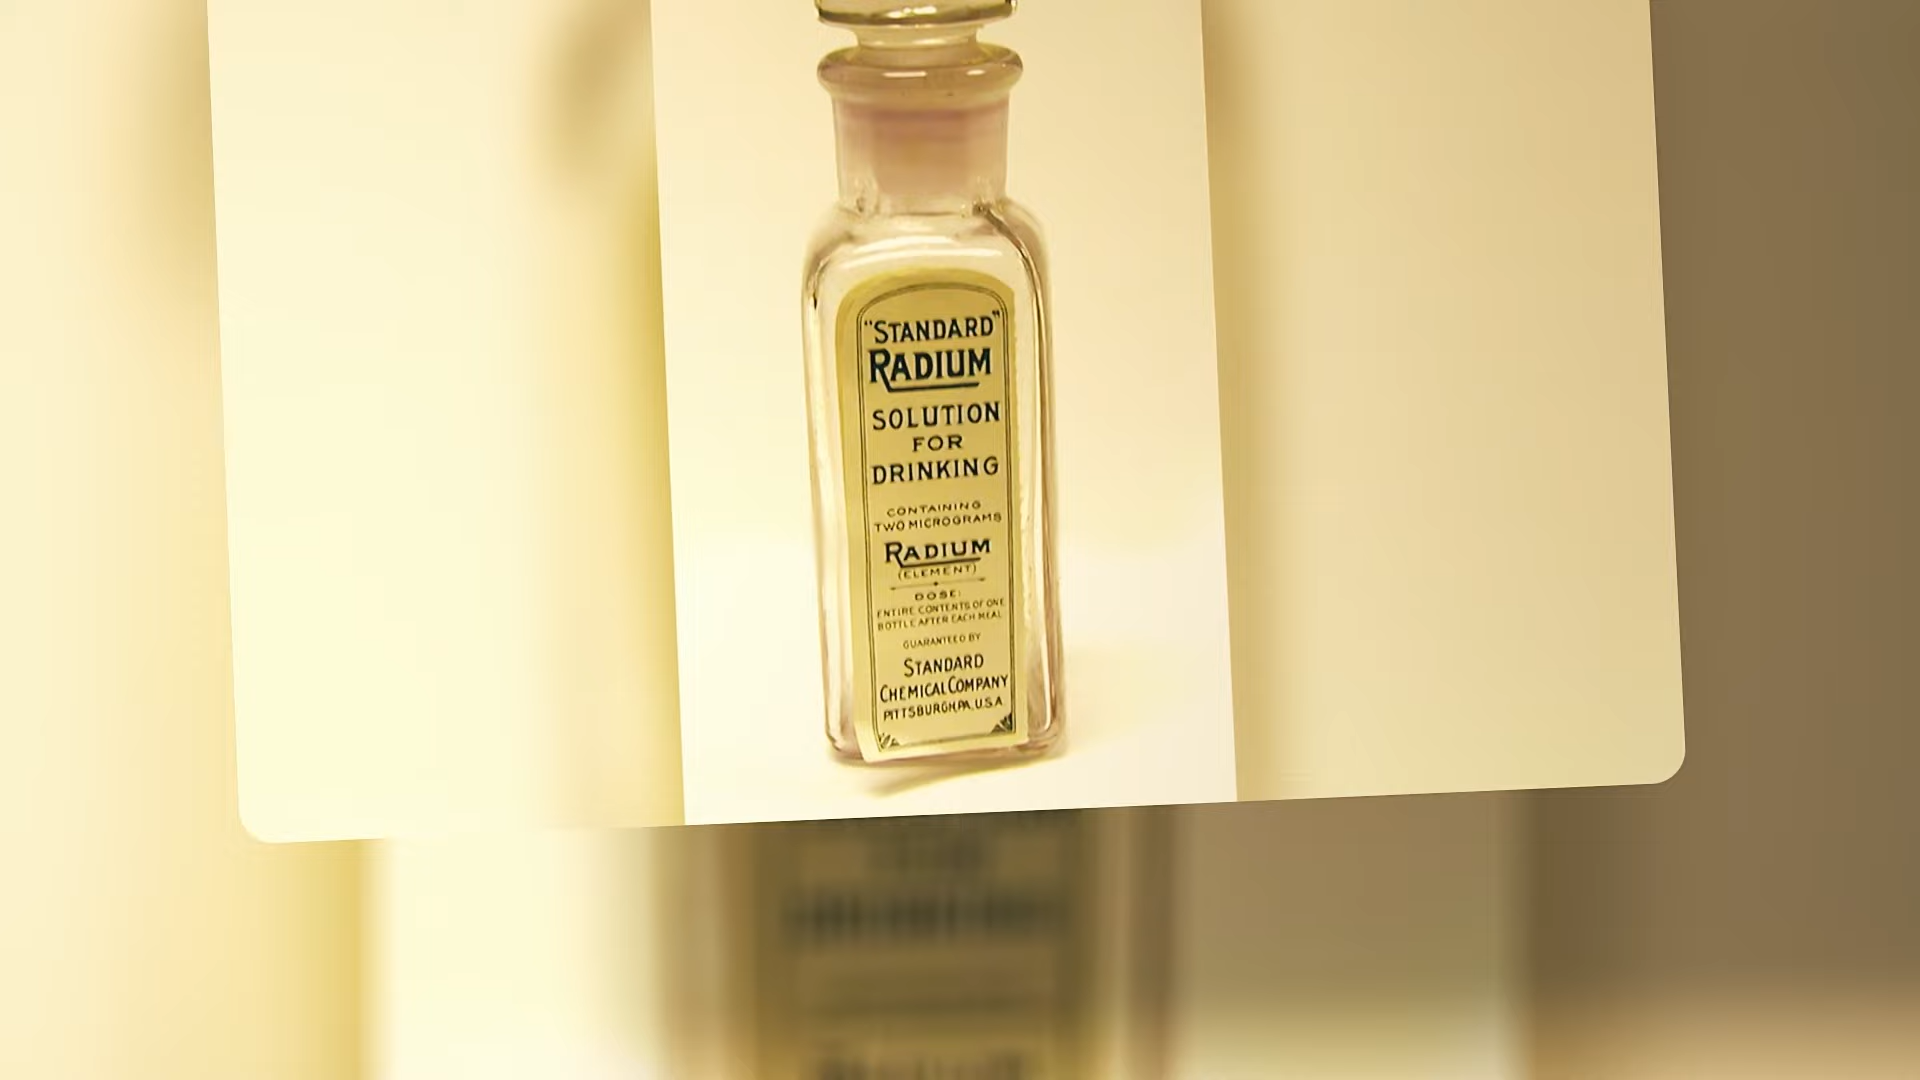 "STANDARD"
RADIUM
SOLUTION
FOR
DRINKING
CONTAINING
TWO MICROGRAMS
RADIUM
(ELEMENT)
DOSE:
ENTIRE CONTENTS OF ONE
BOTTLE AFTER EACH MEAL
GUARANTEED BY
STANDARD
CHEMICAL COMPANY
PITTSBURGH, PA. U.S.A.